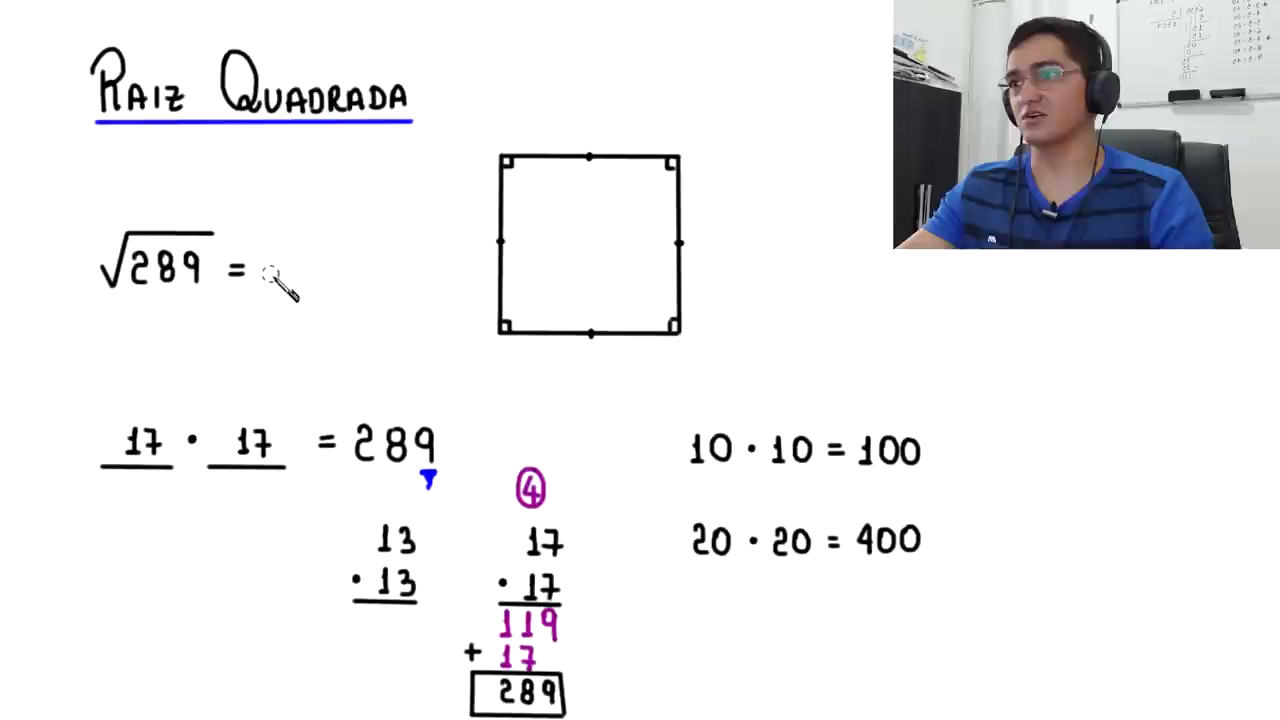 RAIZ QUADRADA
√289 =
17 · 17 = 289
10 · 10 = 100
20 · 20 = 400
13
· 13
4
17
· 17
119
+ 17
289